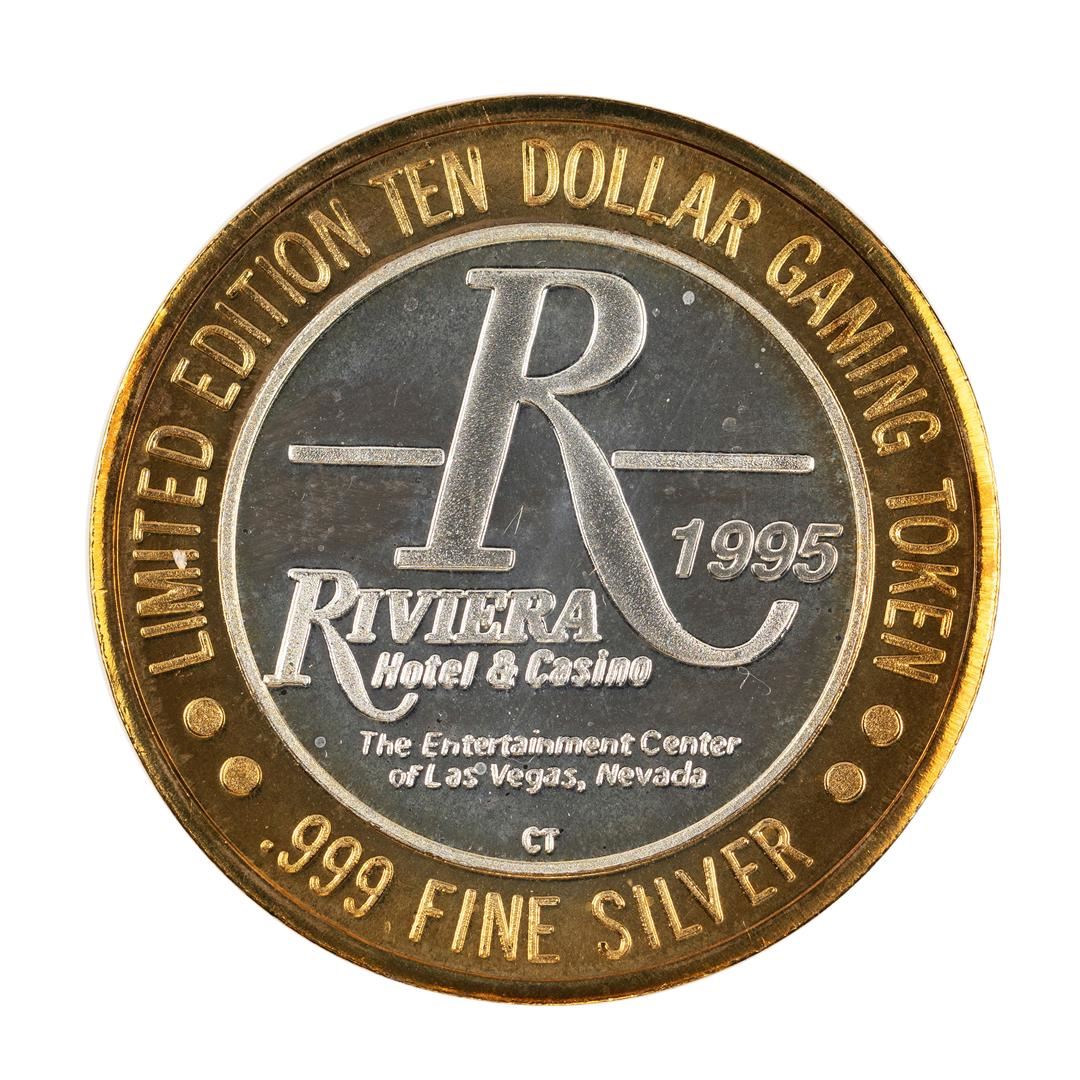 LIMITED EDITION TEN DOLLAR GAMING TOKEN
R
1995
RIVIERA
Hotel & Casino
The Entertainment Center
of Las Vegas, Nevada
CT
.999 FINE SILVER